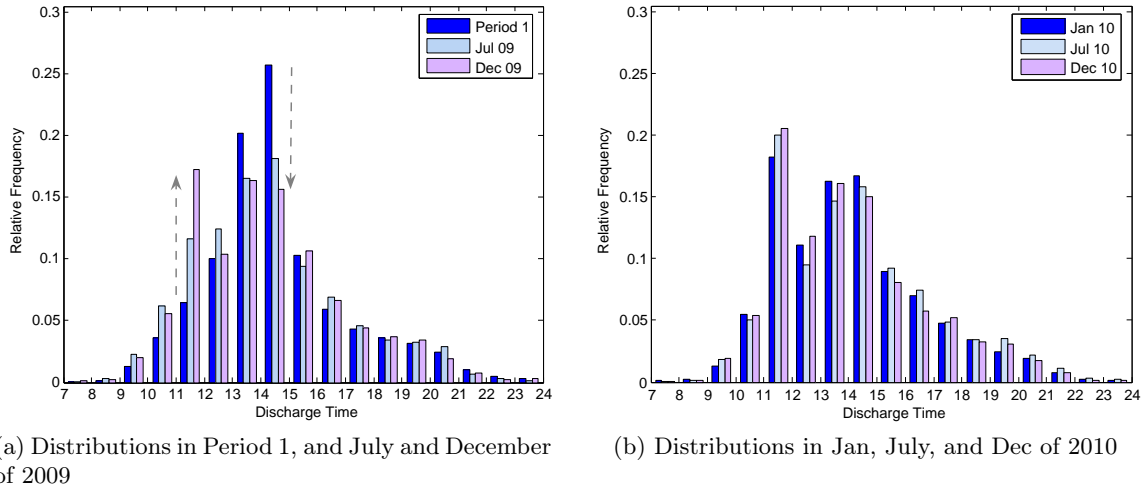 0.3
0.25
0.2
0.15
0.1
0.05
0
Relative Frequency
7 8 9 10 11 12 13 14 15 16 17 18 19 20 21 22 23 24
Discharge Time
Period 1
Jul 09
Dec 09
0.3
0.25
0.2
0.15
0.1
0.05
0
Relative Frequency
7 8 9 10 11 12 13 14 15 16 17 18 19 20 21 22 23 24
Discharge Time
Jan 10
Jul 10
Dec 10
a) Distributions in Period 1, and July and December
of 2009
(b) Distributions in Jan, July, and Dec of 2010